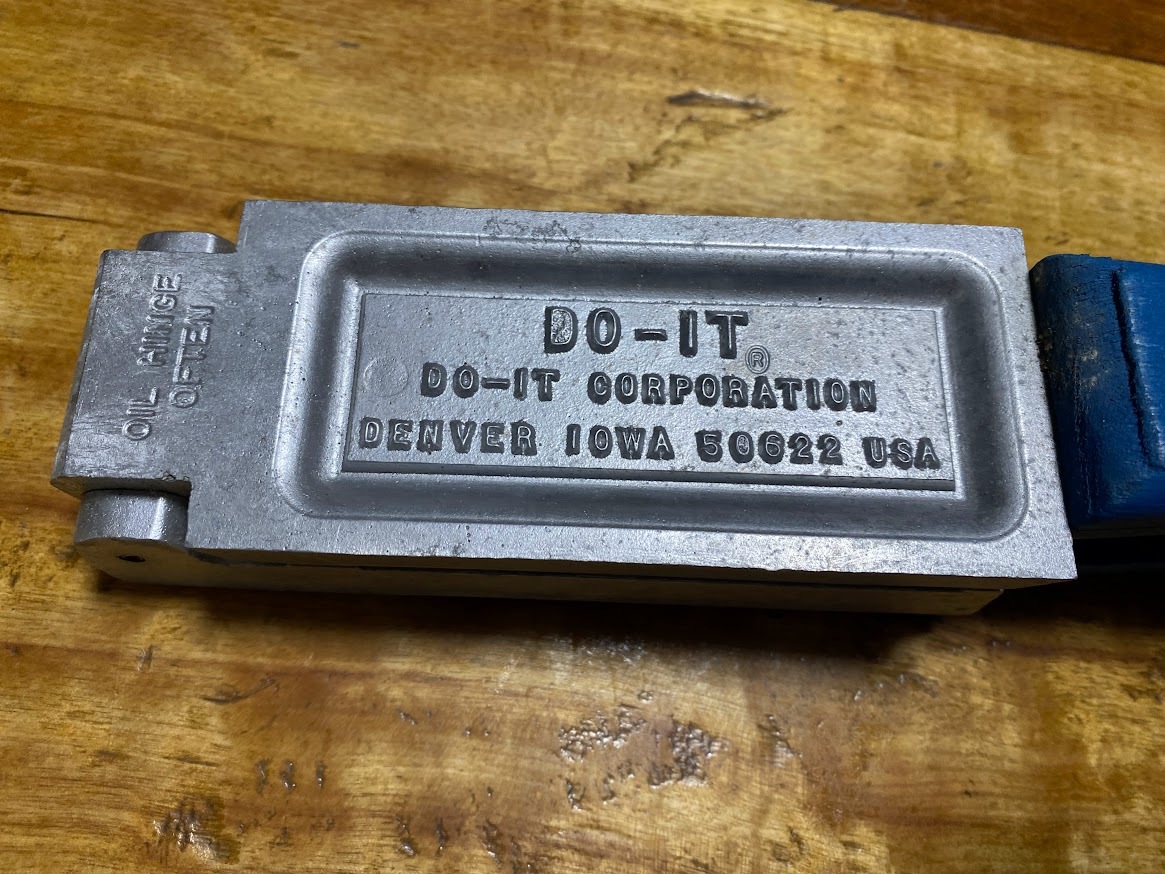 DO-IT®
DO-IT CORPORATION
DENVER IOWA 50622 USA
OIL HINGE
OFTEN